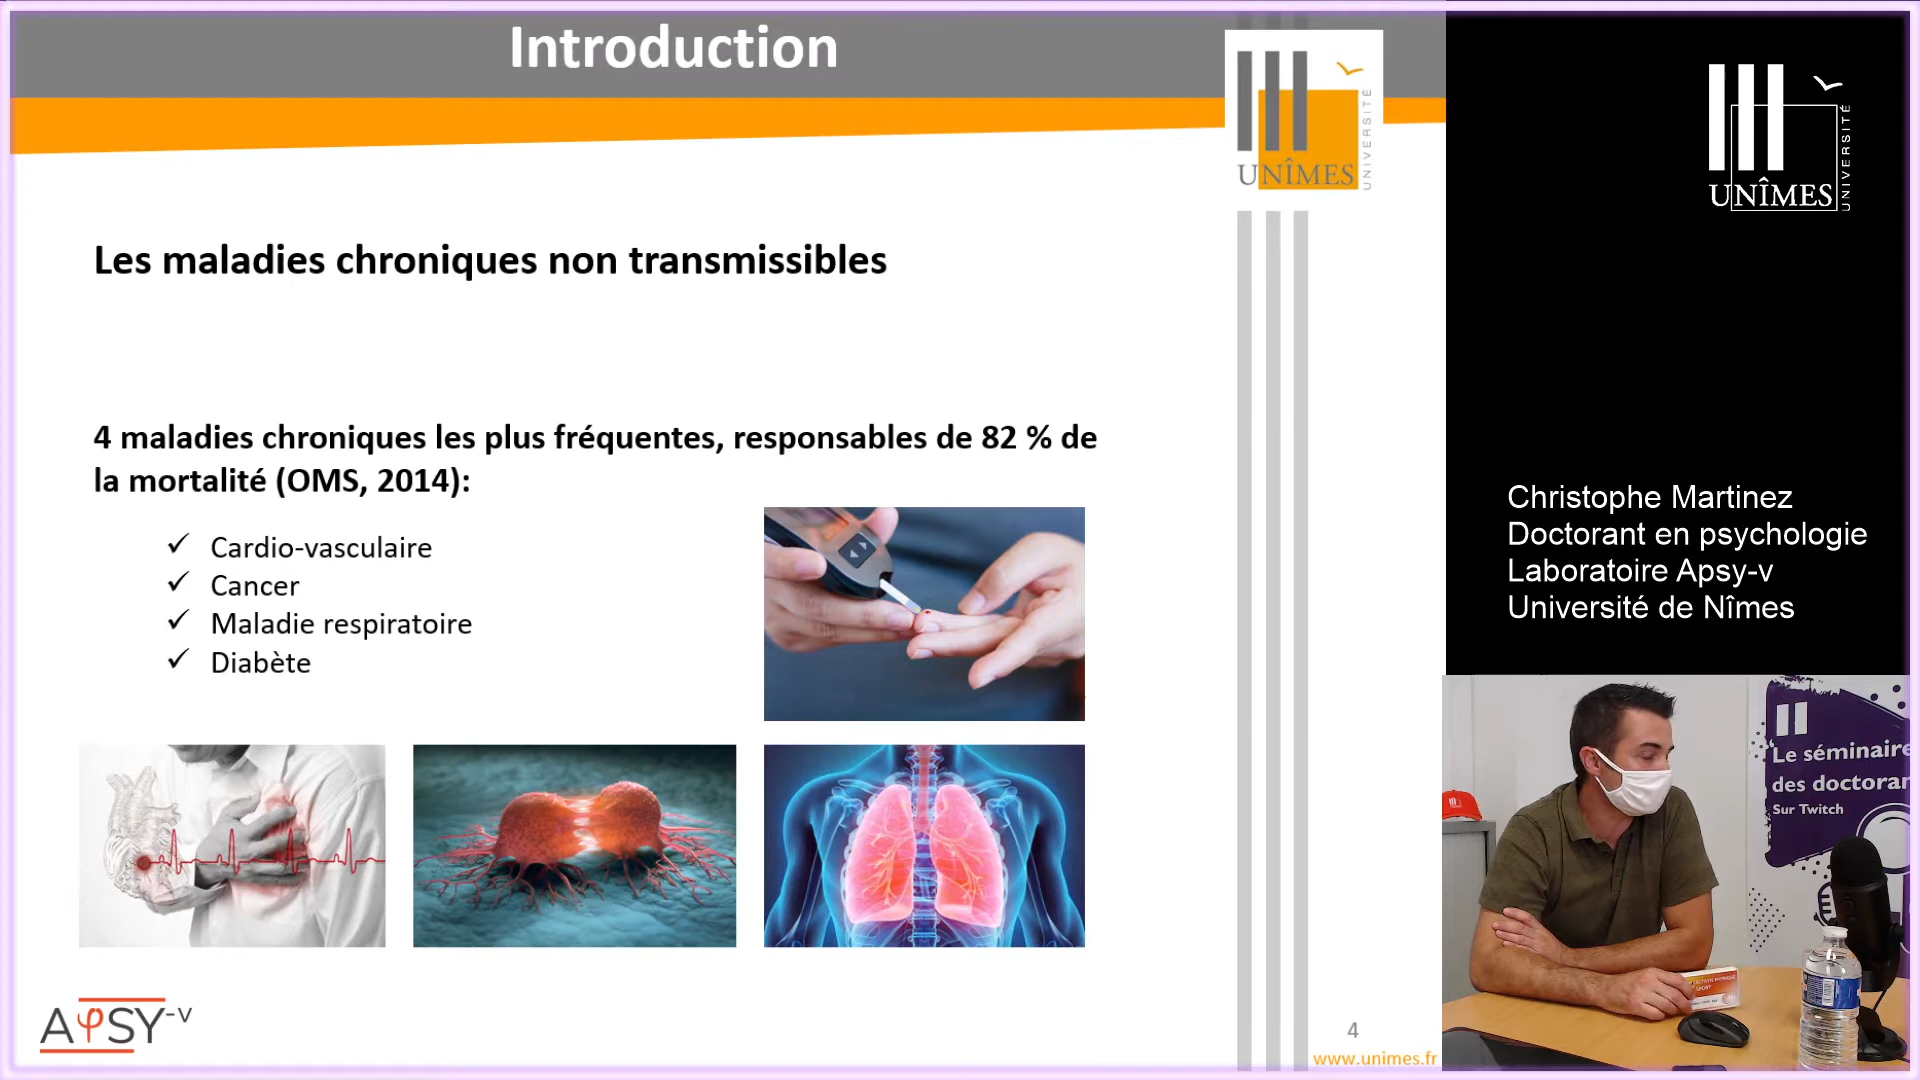 Introduction
UNÎMES
UNIVERSITÉ
Les maladies chroniques non transmissibles
4 maladies chroniques les plus fréquentes, responsables de 82 % de
la mortalité (OMS, 2014):
✓ Cardio-vasculaire
✓ Cancer
✓ Maladie respiratoire
✓ Diabète
APSY-V
4
www.unimes.fr
UNÎMES
UNIVERSITÉ
Christophe Martinez
Doctorant en psychologie
Laboratoire Apsy-v
Université de Nîmes
Le séminaire
des doctorar
Sur Twitch
SPORT